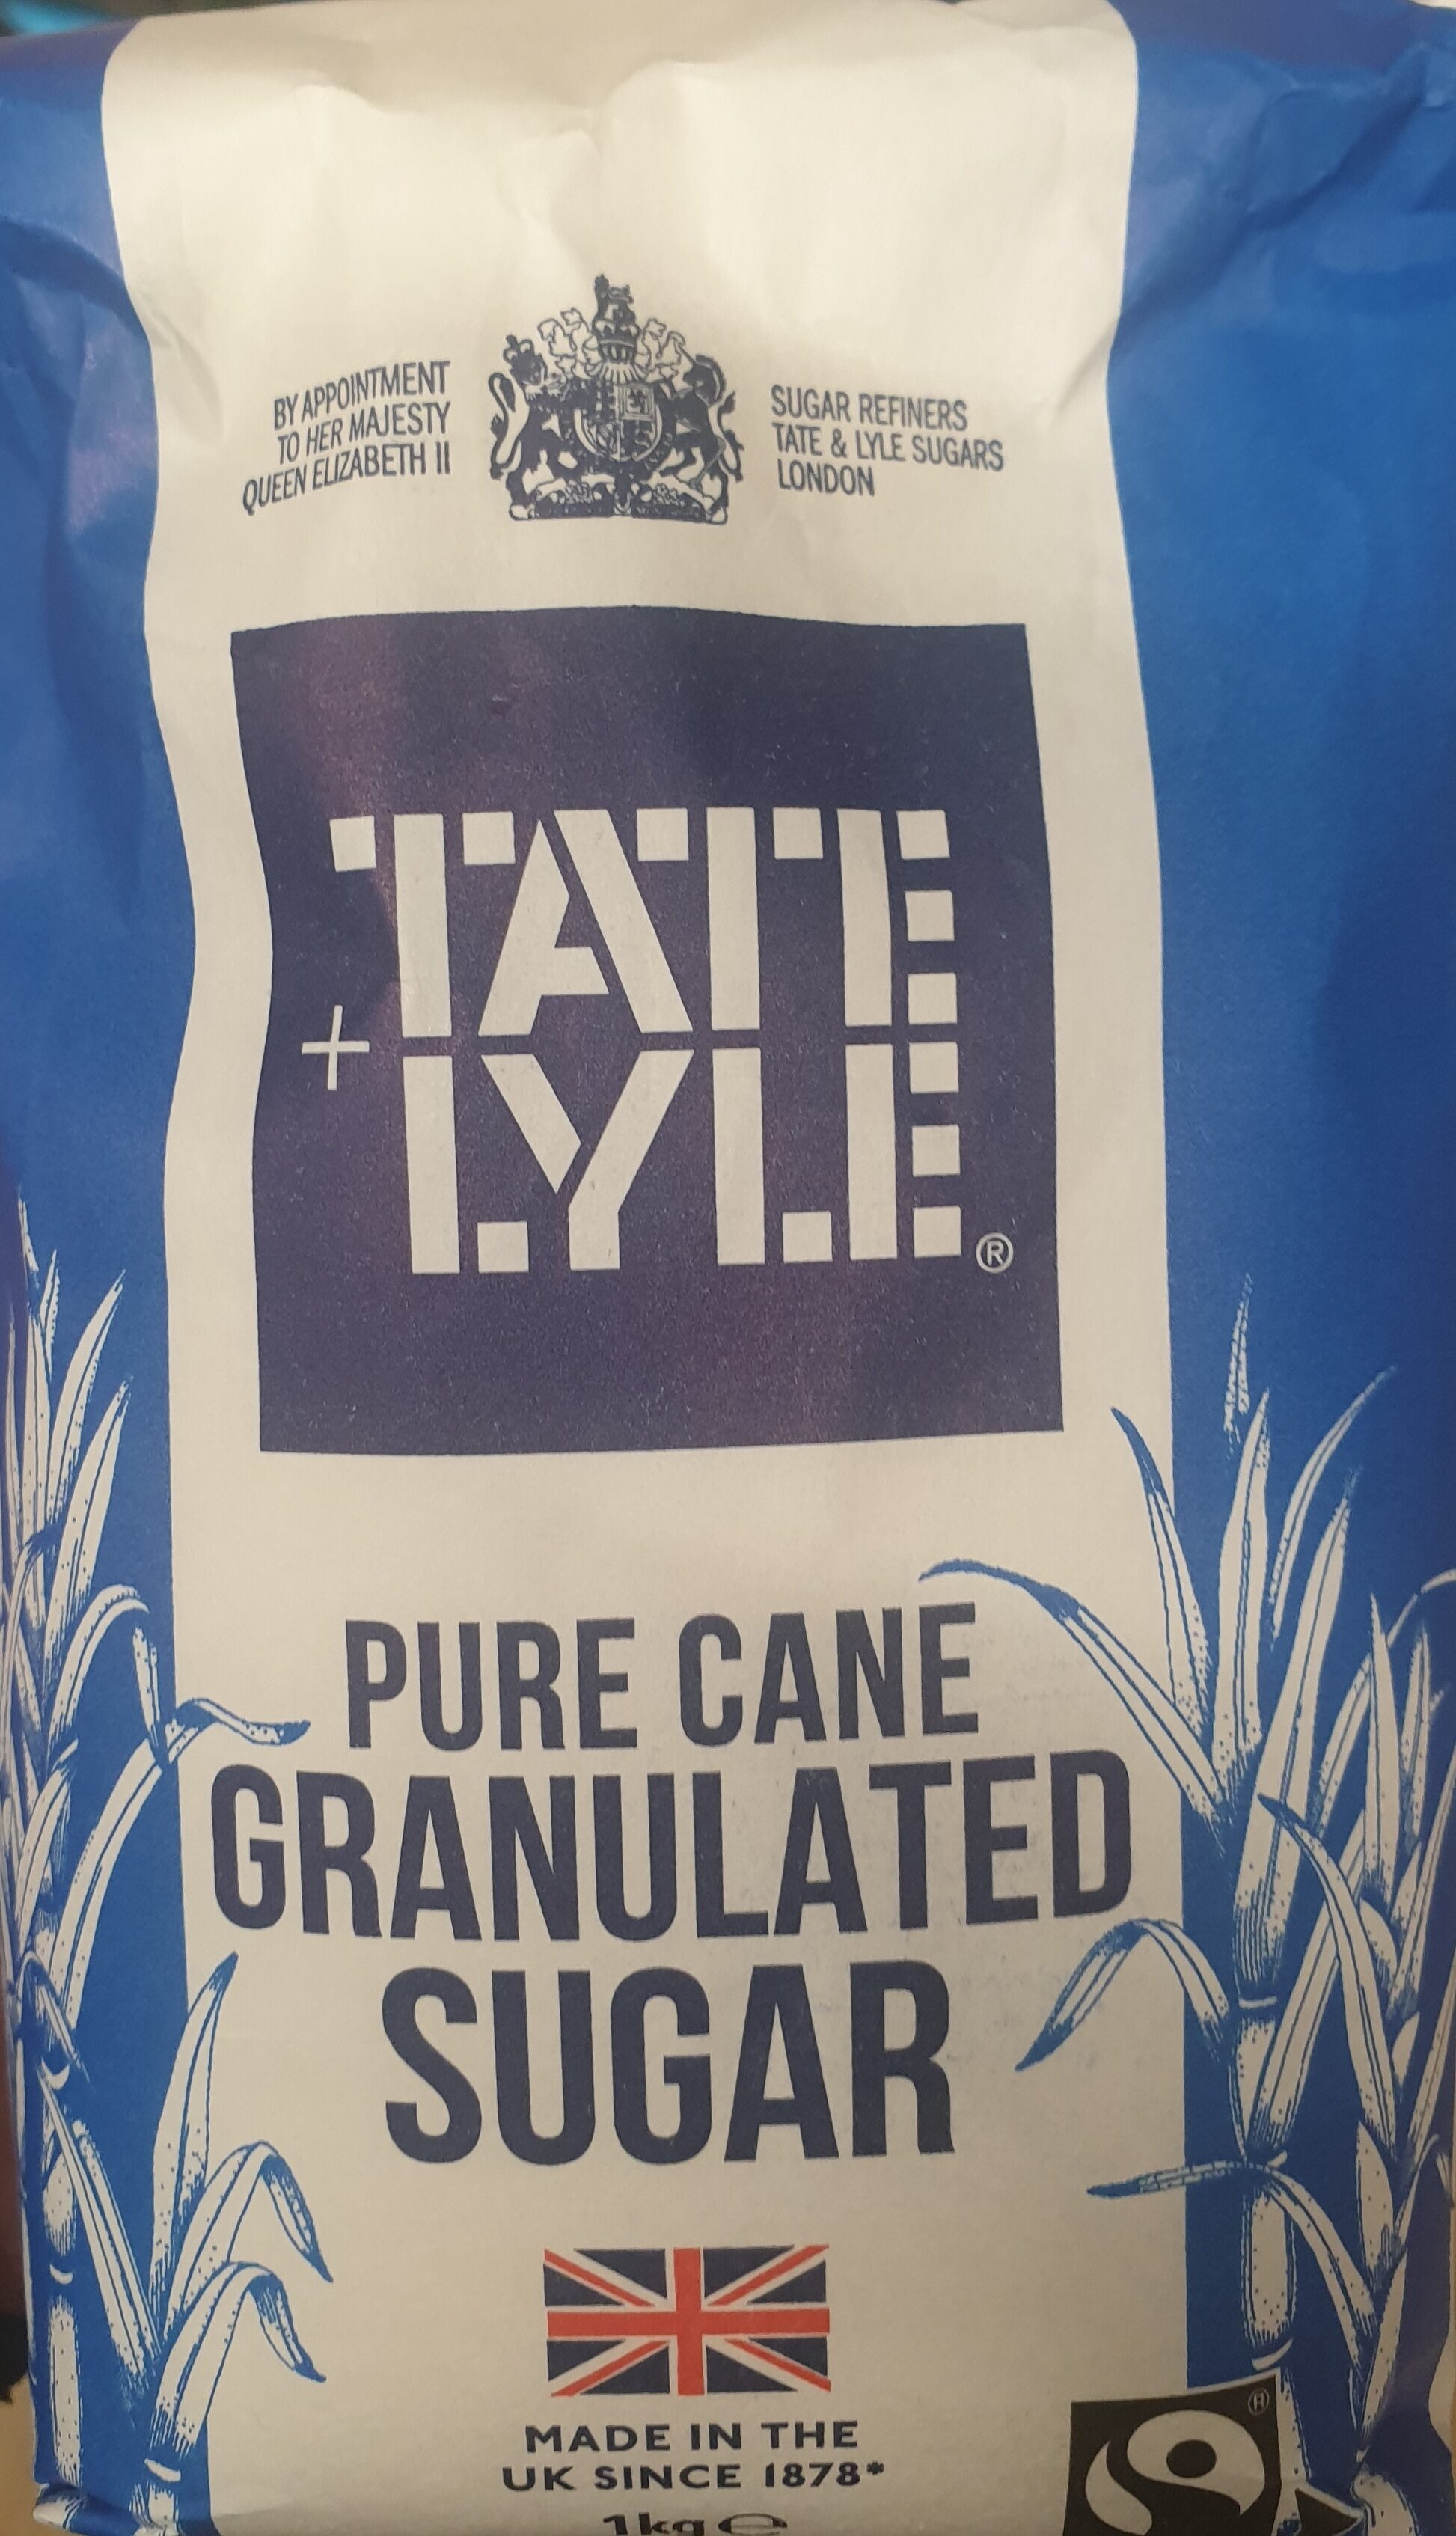 BY APPOINTMENT
TO HER MAJESTY
QUEEN ELIZABETH II
SUGAR REFINERS
TATE & LYLE SUGARS
LONDON
TATE
+ LYLE ®
PURE CANE
GRANULATED
SUGAR
MADE IN THE
UK SINCE 1878*
1kg ℮
®